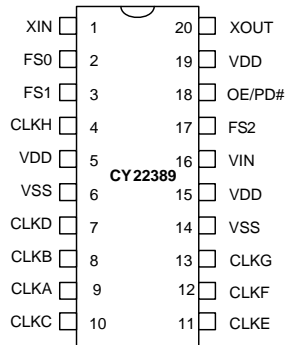 XIN 1 20 XOUT
FS0 2 19 VDD
FS1 3 18 OE/PD#
CLKH 4 17 FS2
VDD 5 16 VIN
CY22389
VSS 6 15 VDD
CLKD 7 14 VSS
CLKB 8 13 CLKG
CLKA 9 12 CLKF
CLKC 10 11 CLKE